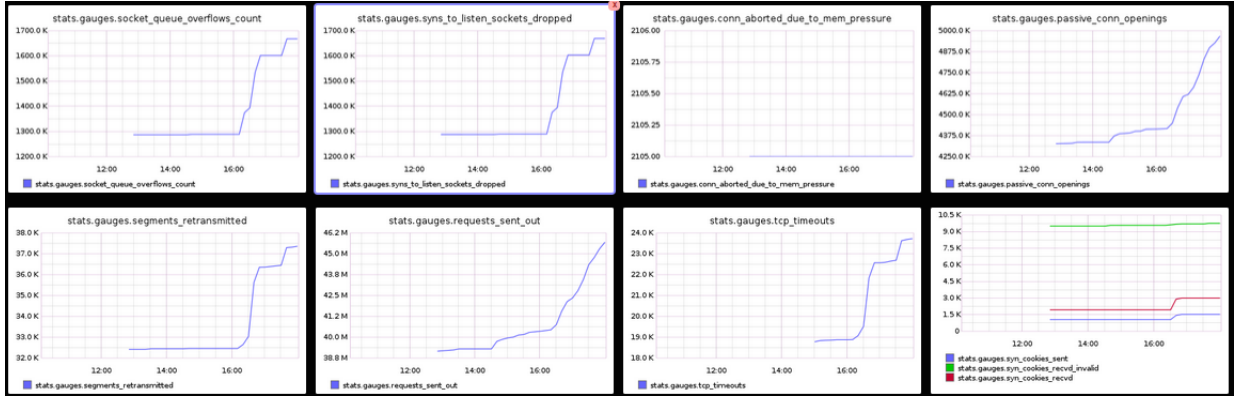 stats.gauges.socket_queue_overflows_count
1700.0 K
1600.0 K
1500.0 K
1400.0 K
1300.0 K
1200.0 K
12:00 14:00 16:00
stats.gauges.socket_queue_overflows_count
x
stats.gauges.syns_to_listen_sockets_dropped
1700.0 K
1600.0 K
1500.0 K
1400.0 K
1300.0 K
1200.0 K
12:00 14:00 16:00
stats.gauges.syns_to_listen_sockets_dropped
stats.gauges.conn_aborted_due_to_mem_pressure
2106.00
2105.75
2105.50
2105.25
2105.00
12:00 14:00 16:00
stats.gauges.conn_aborted_due_to_mem_pressure
stats.gauges.passive_conn_openings
5000.0 K
4875.0 K
4750.0 K
4625.0 K
4500.0 K
4375.0 K
4250.0 K
12:00 14:00 16:00
stats.gauges.passive_conn_openings
stats.gauges.segments_retransmitted
38.0 K
37.0 K
36.0 K
35.0 K
34.0 K
33.0 K
32.0 K
12:00 14:00 16:00
stats.gauges.segments_retransmitted
stats.gauges.requests_sent_out
46.2 M
45.0 M
43.8 M
42.5 M
41.2 M
40.0 M
38.8 M
12:00 14:00 16:00
stats.gauges.requests_sent_out
stats.gauges.tcp_timeouts
24.0 K
23.0 K
22.0 K
21.0 K
20.0 K
19.0 K
18.0 K
12:00 14:00 16:00
stats.gauges.tcp_timeouts
10.5 K
9.0 K
7.5 K
6.0 K
4.5 K
3.0 K
1.5 K
0
12:00 14:00 16:00
stats.gauges.syn_cookies_sent
stats.gauges.syn_cookies_recvd_invalid
stats.gauges.syn_cookies_recvd